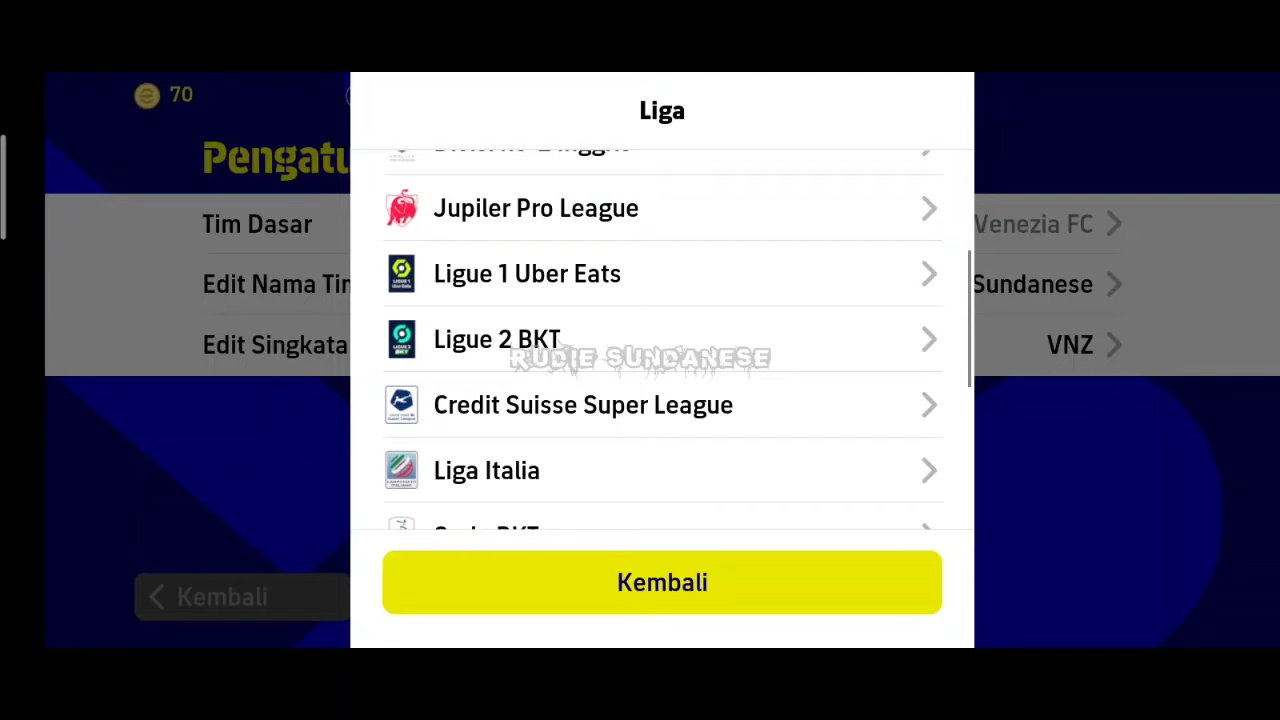 70
Liga
Pengatu
Jupiler Pro League
Tim Dasar
Venezia FC
Ligue 1 Uber Eats
Edit Nama Tin
Sundanese
Ligue 2 BKT
Edit Singkata
VNZ
RUDIE SUNDANESE
Credit Suisse Super League
Liga Italia
Kembali
Kembali